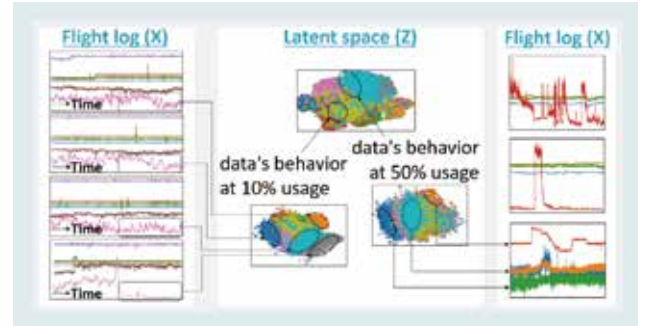 Flight log (X)
Time
Time
Time
Time
Latent space (Z)
data's behavior
at 10% usage
data's behavior
at 50% usage
Flight log (X)